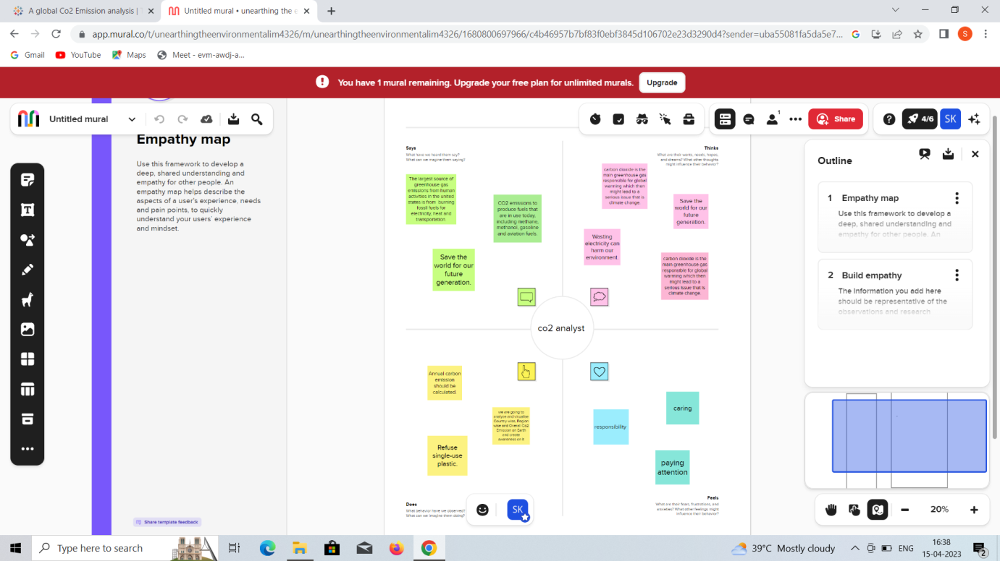 A global Co2 Emission analysis |
Untitled mural • unearthing the e
app.mural.co/t/unearthingtheenvironmentalim4326/m/unearthingtheenvironmentalim4326/1680800697966/c4b46957b7bf83f0ebf3845d106702e23d3290d4?sender=uba55081fa5da5e7...
S
Gmail
YouTube
Maps
Meet - evm-awdj-a...
You have 1 mural remaining. Upgrade your free plan for unlimited murals.
Upgrade
Untitled mural
1
Share
4/6
SK
Empathy map
Use this framework to develop a
deep, shared understanding and
empathy for other people. An
empathy map helps describe the
aspects of a user's experience, needs
and pain points, to quickly
understand your users' experience
and mindset.
Share template feedback
Says
What have we heard them say?
What can we imagine them saying?
The largest source of
greenhouse gas
emissions from human
activities in the united
states is from burning
fossil fuels for
electricity, heat and
transportation
CO2 emissions to
produce fuels that
are in use today,
including methane,
methanol, gasoline
and aviation fuels.
Save the
world for our
future
generation.
Thinks
What are their wants, needs, hopes,
and dreams? What other thoughts
might influence their behavior?
carbon dioxide is the
main greenhouse gas
responsible for global
warming which then
might lead to a
serious issue that is
climate change.
Save the
world for our
future
generation.
Wasting
electricity can
harm our
environment.
carbon dioxide is the
main greenhouse gas
responsible for global
warming which then
might lead to a
serious issue that is
climate change.
co2 analyst
Annual carbon
emission
should be
calculated.
we are going to
analyse and visualise
Country wise, Region
wise and Overall Co2
Emission on Earth
and create
awareness on it
Refuse
single-use
plastic.
Does
What behavior have we observed?
What can we imagine them doing?
caring
responsibility
paying
attention
Feels
What are their fears, frustrations, and
anxieties? What other feelings might
influence their behavior?
SK
Outline
1 Empathy map
Use this framework to develop a
deep, shared understanding and
empathy for other people. An
2 Build empathy
The information you add here
should be representative of the
observations and research
20%
Type here to search
39°C Mostly cloudy
ENG
16:38
15-04-2023
2